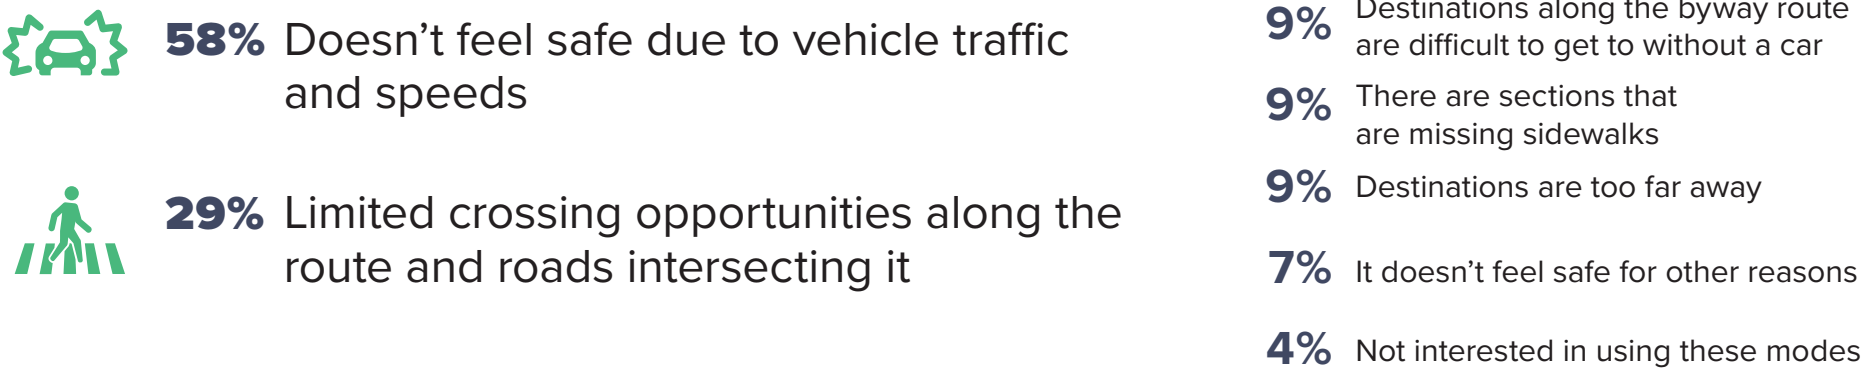 58% Doesn’t feel safe due to vehicle traffic
and speeds
29% Limited crossing opportunities along the
route and roads intersecting it
9% Destinations along the byway route
are difficult to get to without a car
9% There are sections that
are missing sidewalks
9% Destinations are too far away
7% It doesn’t feel safe for other reasons
4% Not interested in using these modes